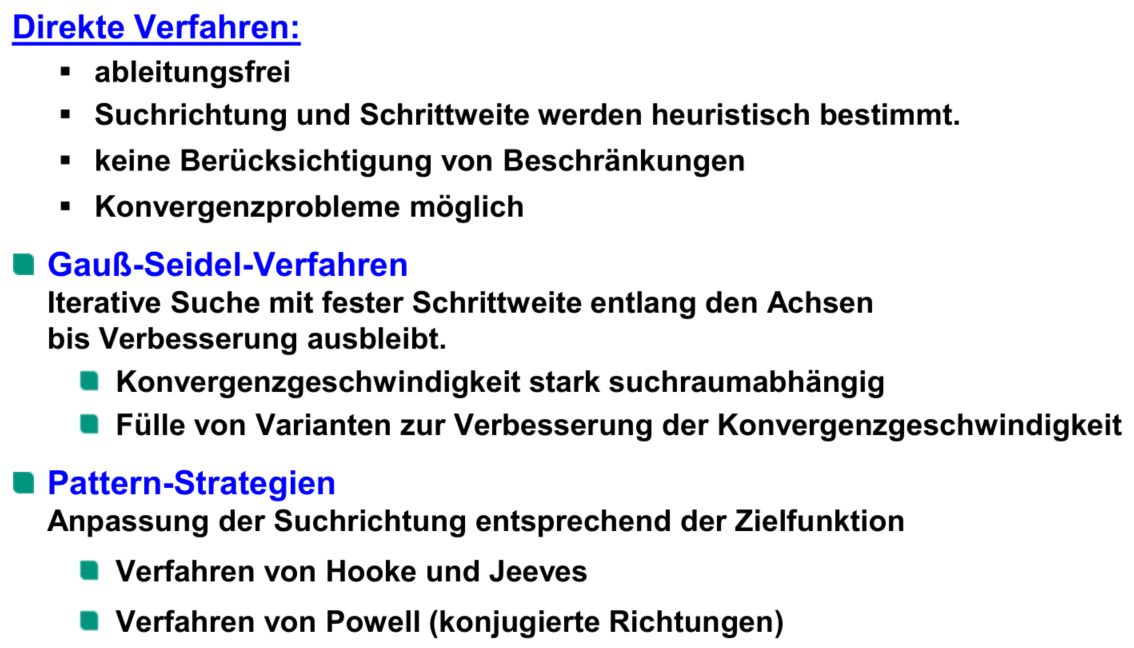 Direkte Verfahren:
▪ ableitungsfrei
▪ Suchrichtung und Schrittweite werden heuristisch bestimmt.
▪ keine Berücksichtigung von Beschränkungen
▪ Konvergenzprobleme möglich
Gauß-Seidel-Verfahren
Iterative Suche mit fester Schrittweite entlang den Achsen
bis Verbesserung ausbleibt.
Konvergenzgeschwindigkeit stark suchraumabhängig
Fülle von Varianten zur Verbesserung der Konvergenzgeschwindigkeit
Pattern-Strategien
Anpassung der Suchrichtung entsprechend der Zielfunktion
Verfahren von Hooke und Jeeves
Verfahren von Powell (konjugierte Richtungen)